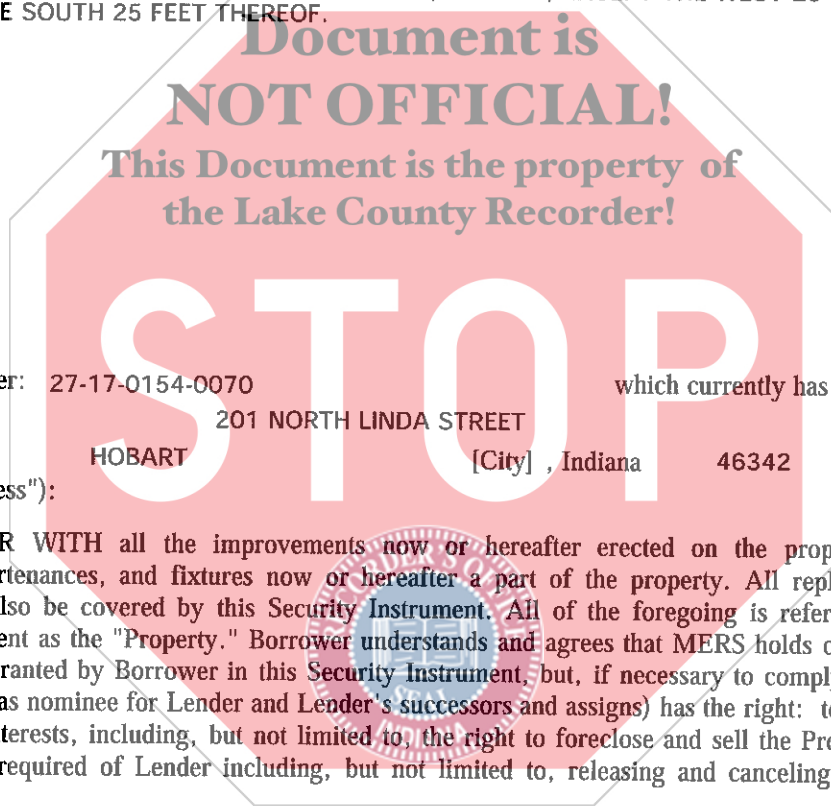 E SOUTH 25 FEET THEREOF.
Document is
NOT OFFICIAL!
This Document is the property of
the Lake County Recorder!
STOP
er: 27-17-0154-0070 which currently has
201 NORTH LINDA STREET
HOBART [City] , Indiana 46342
ess"):
R WITH all the improvements now or hereafter erected on the prop
rtenances, and fixtures now or hereafter a part of the property. All repl
lso be covered by this Security Instrument. All of the foregoing is refer
ent as the "Property." Borrower understands and agrees that MERS holds o
ranted by Borrower in this Security Instrument, but, if necessary to compl
as nominee for Lender and Lender's successors and assigns) has the right: t
terests, including, but not limited to, the right to foreclose and sell the Pr
required of Lender including, but not limited to, releasing and canceling
RECORDER'S OFFICE
SEAL
INDIANA